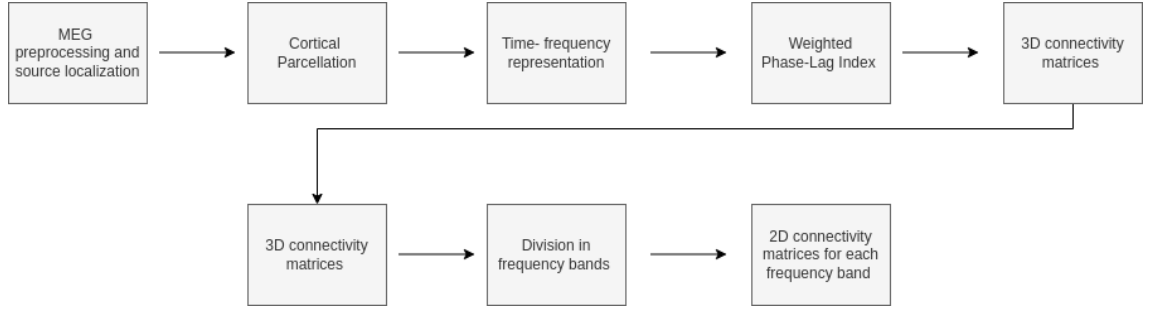 MEG
preprocessing and
source localization
Cortical
Parcellation
Time- frequency
representation
Weighted
Phase-Lag Index
3D connectivity
matrices
3D connectivity
matrices
Division in
frequency bands
2D connectivity
matrices for each
frequency band